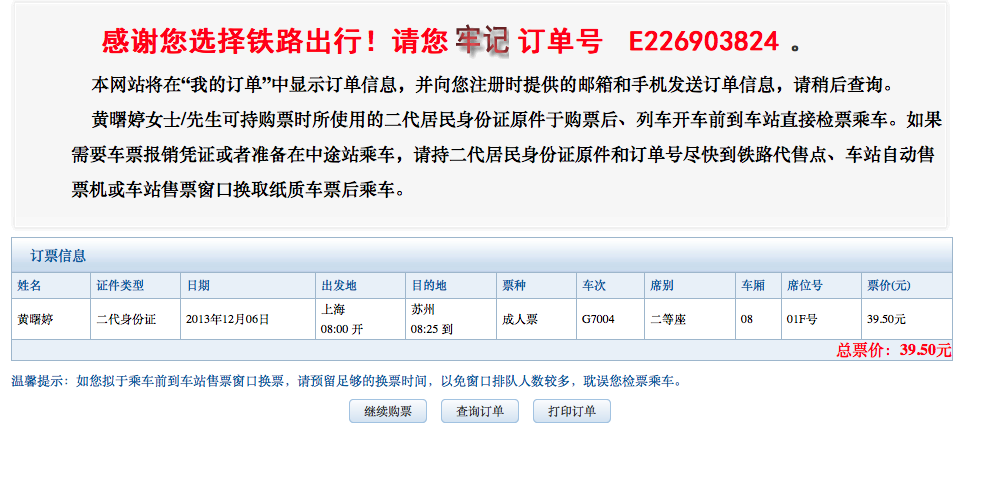 感谢您选择铁路出行！请您 牢记 订单号 E226903824 。
本网站将在“我的订单”中显示订单信息，并向您注册时提供的邮箱和手机发送订单信息，请稍后查询。
黄曙婷女士/先生可持购票时所使用的二代居民身份证原件于购票后、列车开车前到车站直接检票乘车。如果
需要车票报销凭证或者准备在中途站乘车，请持二代居民身份证原件和订单号尽快到铁路代售点、车站自动售
票机或车站售票窗口换取纸质车票后乘车。
订票信息
姓名 证件类型 日期 出发地 目的地 票种 车次 席别 车厢 席位号 票价(元)
黄曙婷 二代身份证 2013年12月06日 上海 苏州 成人票 G7004 二等座 08 01F号 39.50元
08:00 开 08:25 到
总票价：39.50元
温馨提示：如您拟于乘车前到车站售票窗口换票，请预留足够的换票时间，以免窗口排队人数较多，耽误您检票乘车。
继续购票 查询订单 打印订单